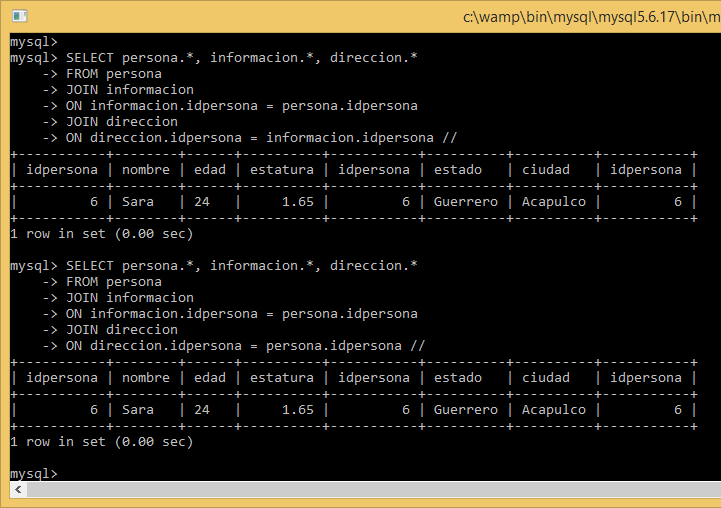 c:\wamp\bin\mysql\mysql5.6.17\bin\m
mysql>
mysql> SELECT persona.*, informacion.*, direccion.*
    -> FROM persona
    -> JOIN informacion
    -> ON informacion.idpersona = persona.idpersona
    -> JOIN direccion
    -> ON direccion.idpersona = informacion.idpersona //
+-----------+--------+------+----------+-----------+----------+----------+-----------+
| idpersona | nombre | edad | estatura | idpersona | estado   | ciudad   | idpersona |
+-----------+--------+------+----------+-----------+----------+----------+-----------+
|         6 | Sara   | 24   |     1.65 |         6 | Guerrero | Acapulco |         6 |
+-----------+--------+------+----------+-----------+----------+----------+-----------+
1 row in set (0.00 sec)
mysql> SELECT persona.*, informacion.*, direccion.*
    -> FROM persona
    -> JOIN informacion
    -> ON informacion.idpersona = persona.idpersona
    -> JOIN direccion
    -> ON direccion.idpersona = persona.idpersona //
+-----------+--------+------+----------+-----------+----------+----------+-----------+
| idpersona | nombre | edad | estatura | idpersona | estado   | ciudad   | idpersona |
+-----------+--------+------+----------+-----------+----------+----------+-----------+
|         6 | Sara   | 24   |     1.65 |         6 | Guerrero | Acapulco |         6 |
+-----------+--------+------+----------+-----------+----------+----------+-----------+
1 row in set (0.00 sec)
mysql>